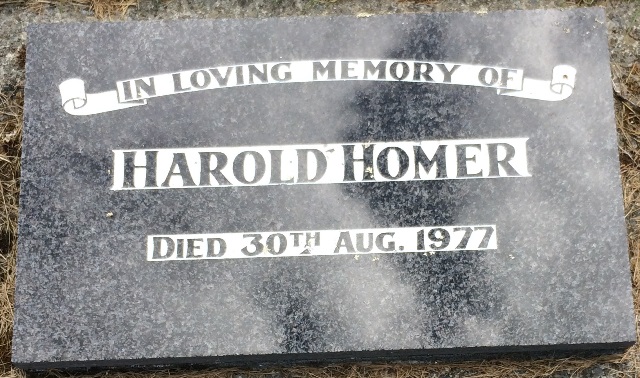 IN LOVING MEMORY OF
HAROLD HOMER
DIED 30TH AUG. 1977